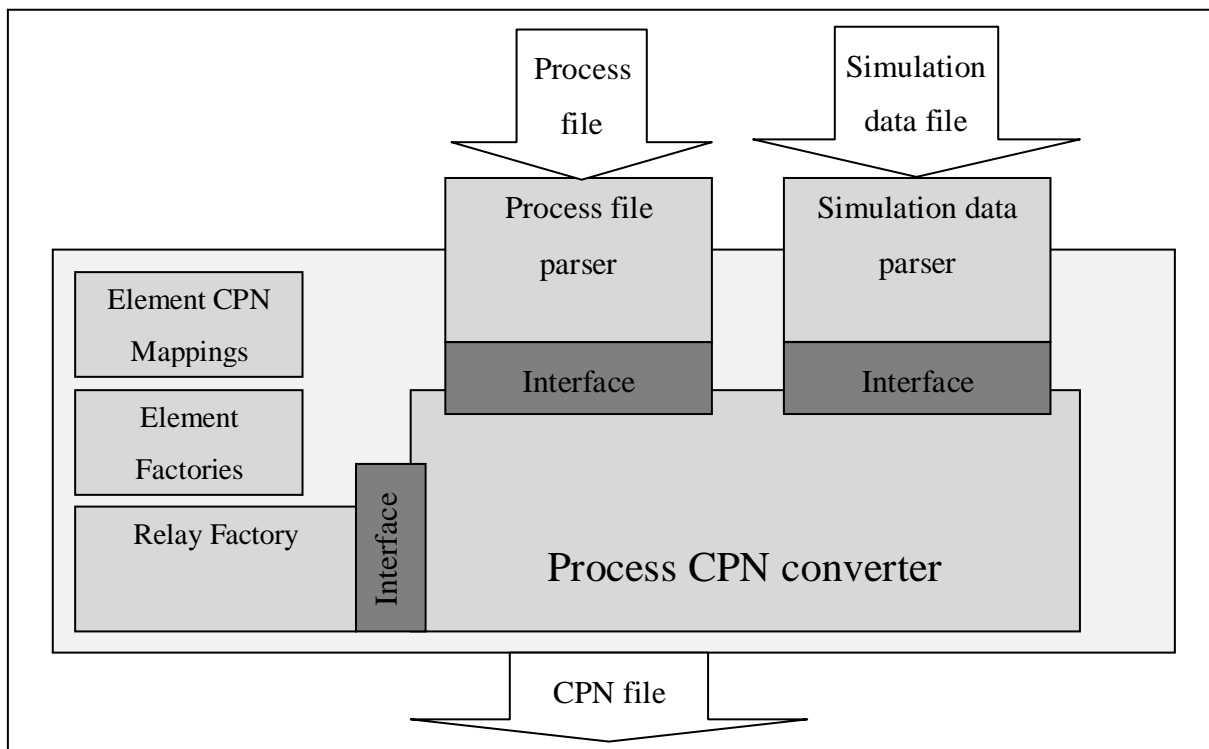 Process
file
Simulation
data file
Process file
parser
Simulation data
parser
Element CPN
Mappings
Interface
Interface
Element
Factories
Interface
Relay Factory
Process CPN converter
CPN file